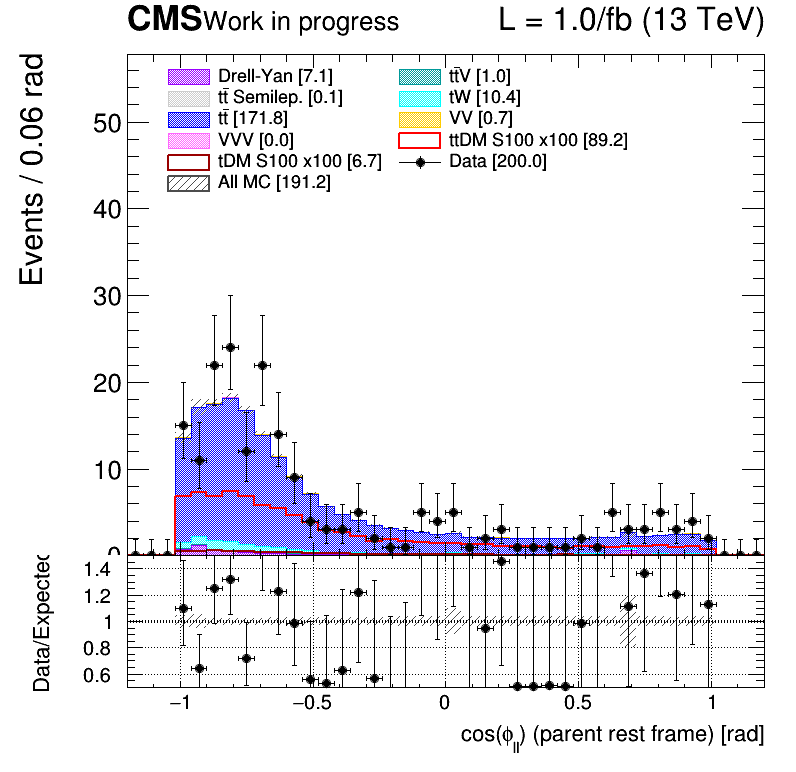 CMS Work in progress L = 1.0/fb (13 TeV)
Events / 0.06 rad
Drell-Yan [7.1]
tt̄ Semilep. [0.1]
tt̄ [171.8]
VVV [0.0]
tDM S100 x100 [6.7]
All MC [191.2]
tt̄V [1.0]
tW [10.4]
VV [0.7]
ttDM S100 x100 [89.2]
Data [200.0]
50
40
30
20
10
0
Data/Expected
1.4
1.2
1
0.8
0.6
−1 −0.5 0 0.5 1
cos(ϕ_ll) (parent rest frame) [rad]